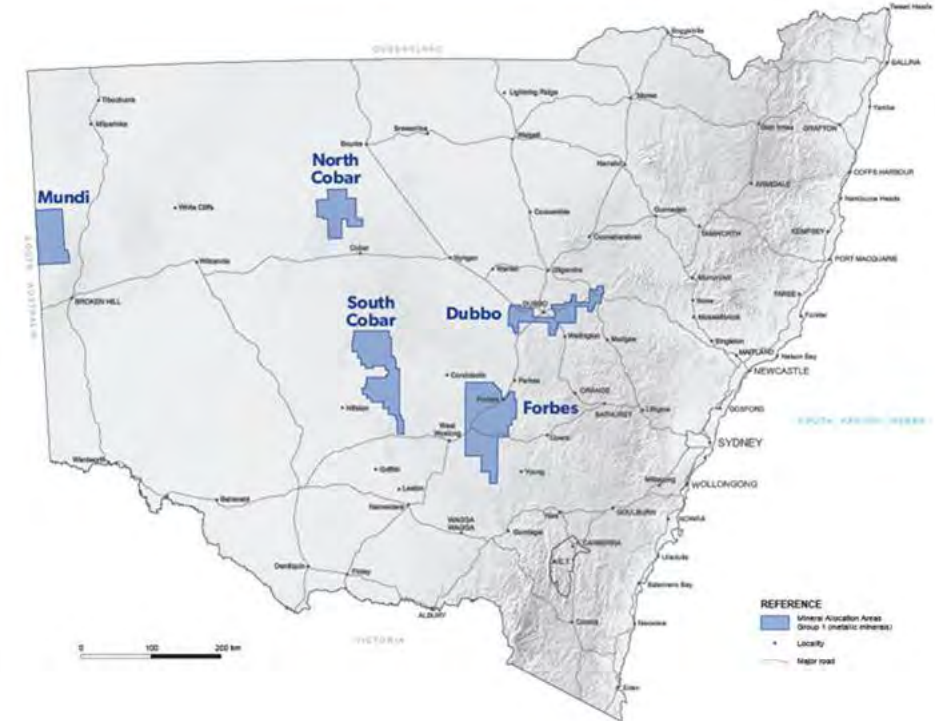 Tweed Heads
Boggabilla
QUEENSLAND
BALLINA
Tibooburra
Lightning Ridge
Moree
Milparinka
Yamba
Brewarrina
Walgett
Glen Innes
GRAFTON
Bourke
North
Cobar
Narrabri
COFFS HARBOUR
ARMIDALE
Mundi
Nambucca Heads
White Cliffs
Coonamble
Gunnedah
TAMWORTH
KEMPSEY
Coonabarabran
Cobar
Nyngan
PORT MACQUARIE
Wilcannia
Warren
Gilgandra
Murrurundi
SOUTH AUSTRALIA
BROKEN HILL
South
Cobar
Dubbo
DUBBO
Scone
TAREE
Muswellbrook
Forster
Wellington
Mudgee
Singleton
MAITLAND
Nelson Bay
NEWCASTLE
Condobolin
Parkes
ORANGE
Forbes
Forbes
BATHURST
Lithgow
GOSFORD
Hillston
West
Wyalong
Cowra
SYDNEY
Wentworth
Griffith
Young
Mittagong
WOLLONGONG
Balranald
Leeton
Narrandera
GOULBURN
NOWRA
WAGGA
WAGGA
Yass
Gundagai
CANBERRA
Ulladulla
A.C.T.
Deniliquin
Finley
Batemans Bay
ALBURY
Cooma
Narooma
VICTORIA
Eden
0 100 200 km
REFERENCE
Mineral Allocation Areas
Group 1 (metallic minerals)
Locality
Major road